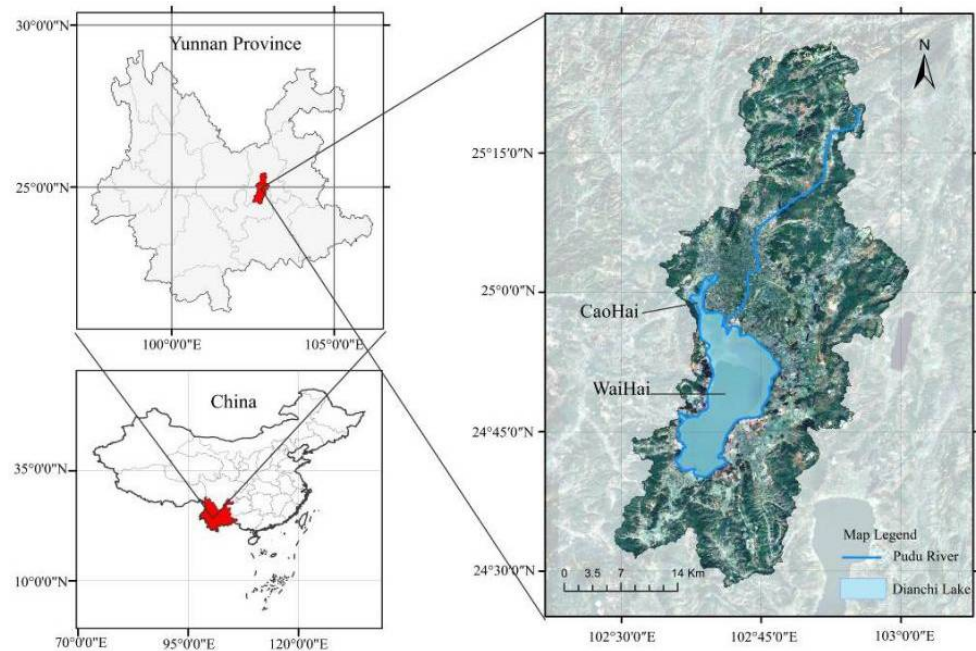 30°0′0″N
Yunnan Province
25°0′0″N
100°0′0″E
105°0′0″E
China
35°0′0″N
10°0′0″N
70°0′0″E
95°0′0″E
120°0′0″E
N
25°15′0″N
25°0′0″N
CaoHai
WaiHai
24°45′0″N
24°30′0″N
Map Legend
Pudu River
Dianchi Lake
0 3.5 7 14 Km
102°30′0″E
102°45′0″E
103°0′0″E